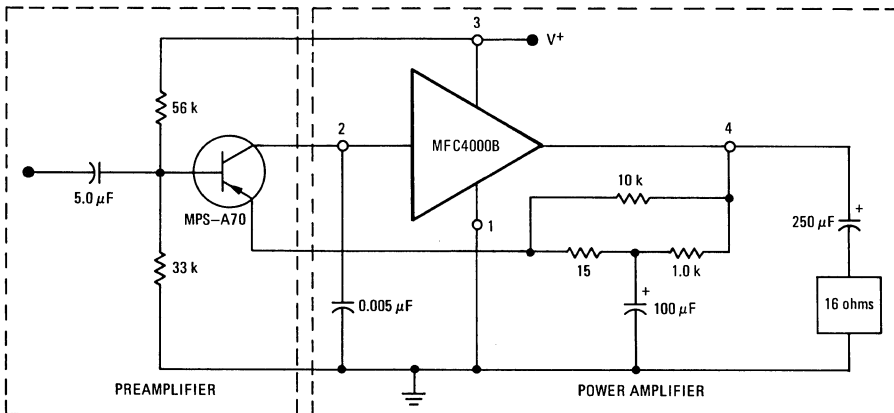 3
V+
56 k
2
MFC4000B
4
10 k
5.0 μF
MPS–A70
1
250 μF
+
33 k
15
1.0 k
+
0.005 μF
100 μF
16 ohms
PREAMPLIFIER
POWER AMPLIFIER